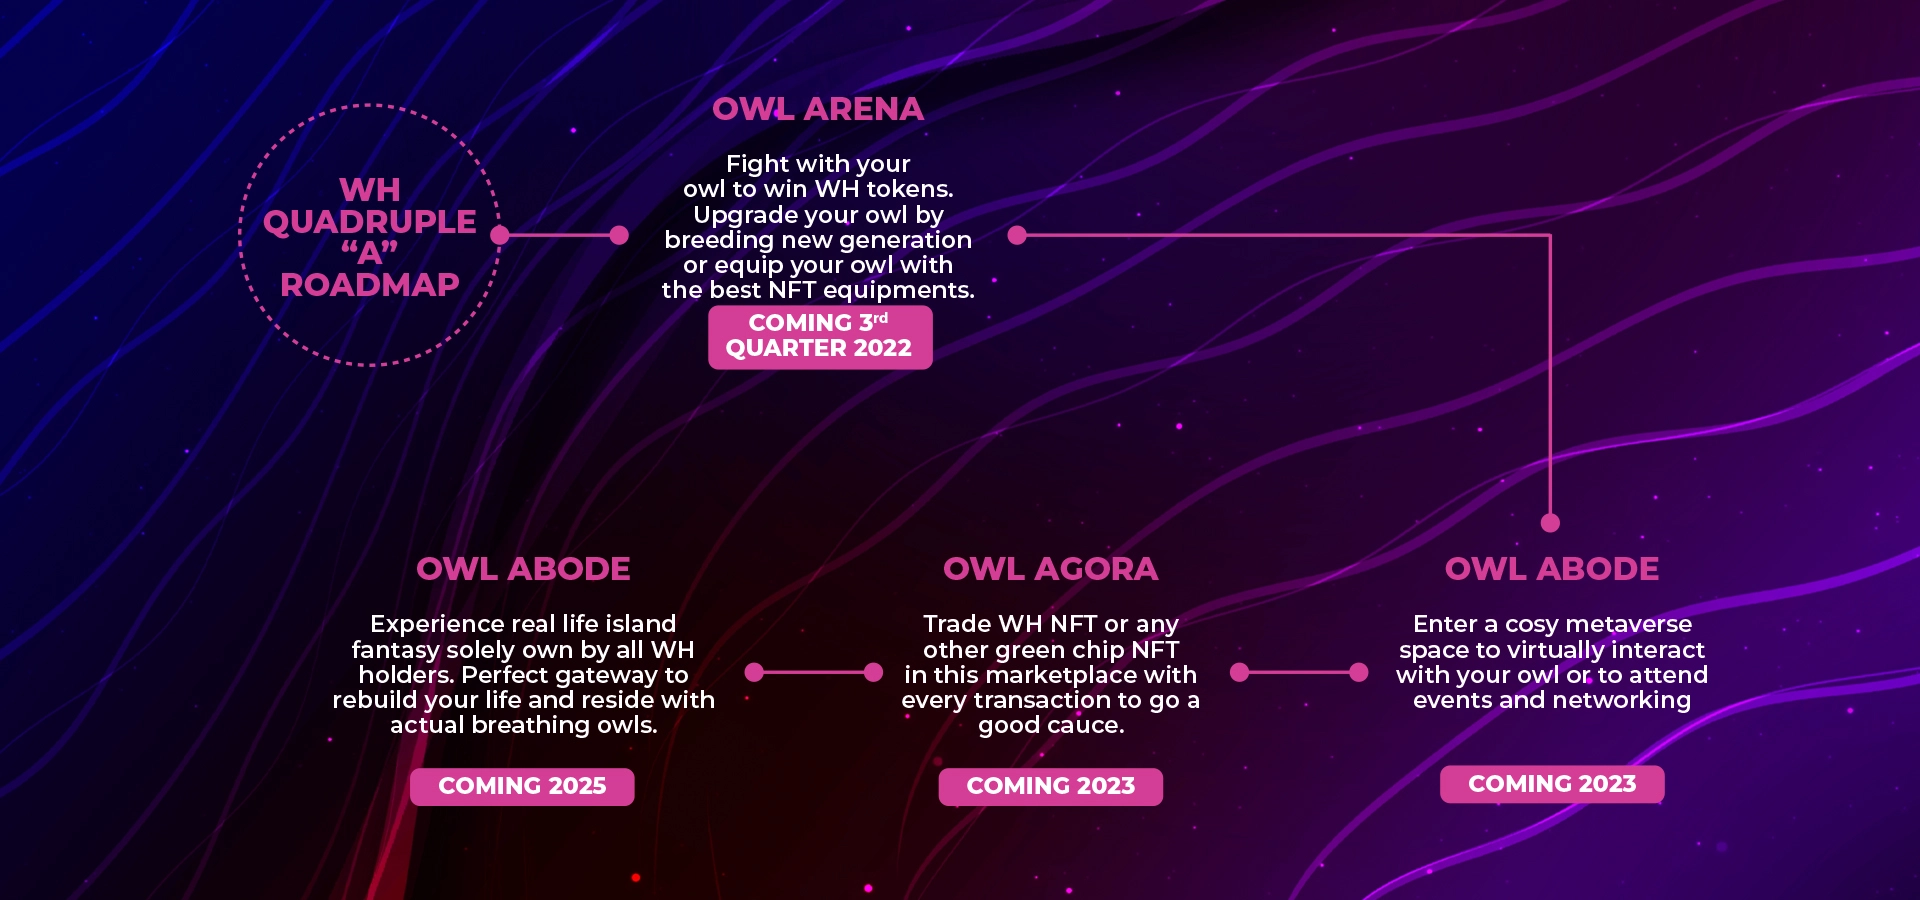 WH
QUADRUPLE
“A”
ROADMAP
OWL ARENA
Fight with your
owl to win WH tokens.
Upgrade your owl by
breeding new generation
or equip your owl with
the best NFT equipments.
COMING 3rd
QUARTER 2022
OWL ABODE
Enter a cosy metaverse
space to virtually interact
with your owl or to attend
events and networking
COMING 2023
OWL AGORA
Trade WH NFT or any
other green chip NFT
in this marketplace with
every transaction to go a
good cauce.
COMING 2023
OWL ABODE
Experience real life island
fantasy solely own by all WH
holders. Perfect gateway to
rebuild your life and reside with
actual breathing owls.
COMING 2025